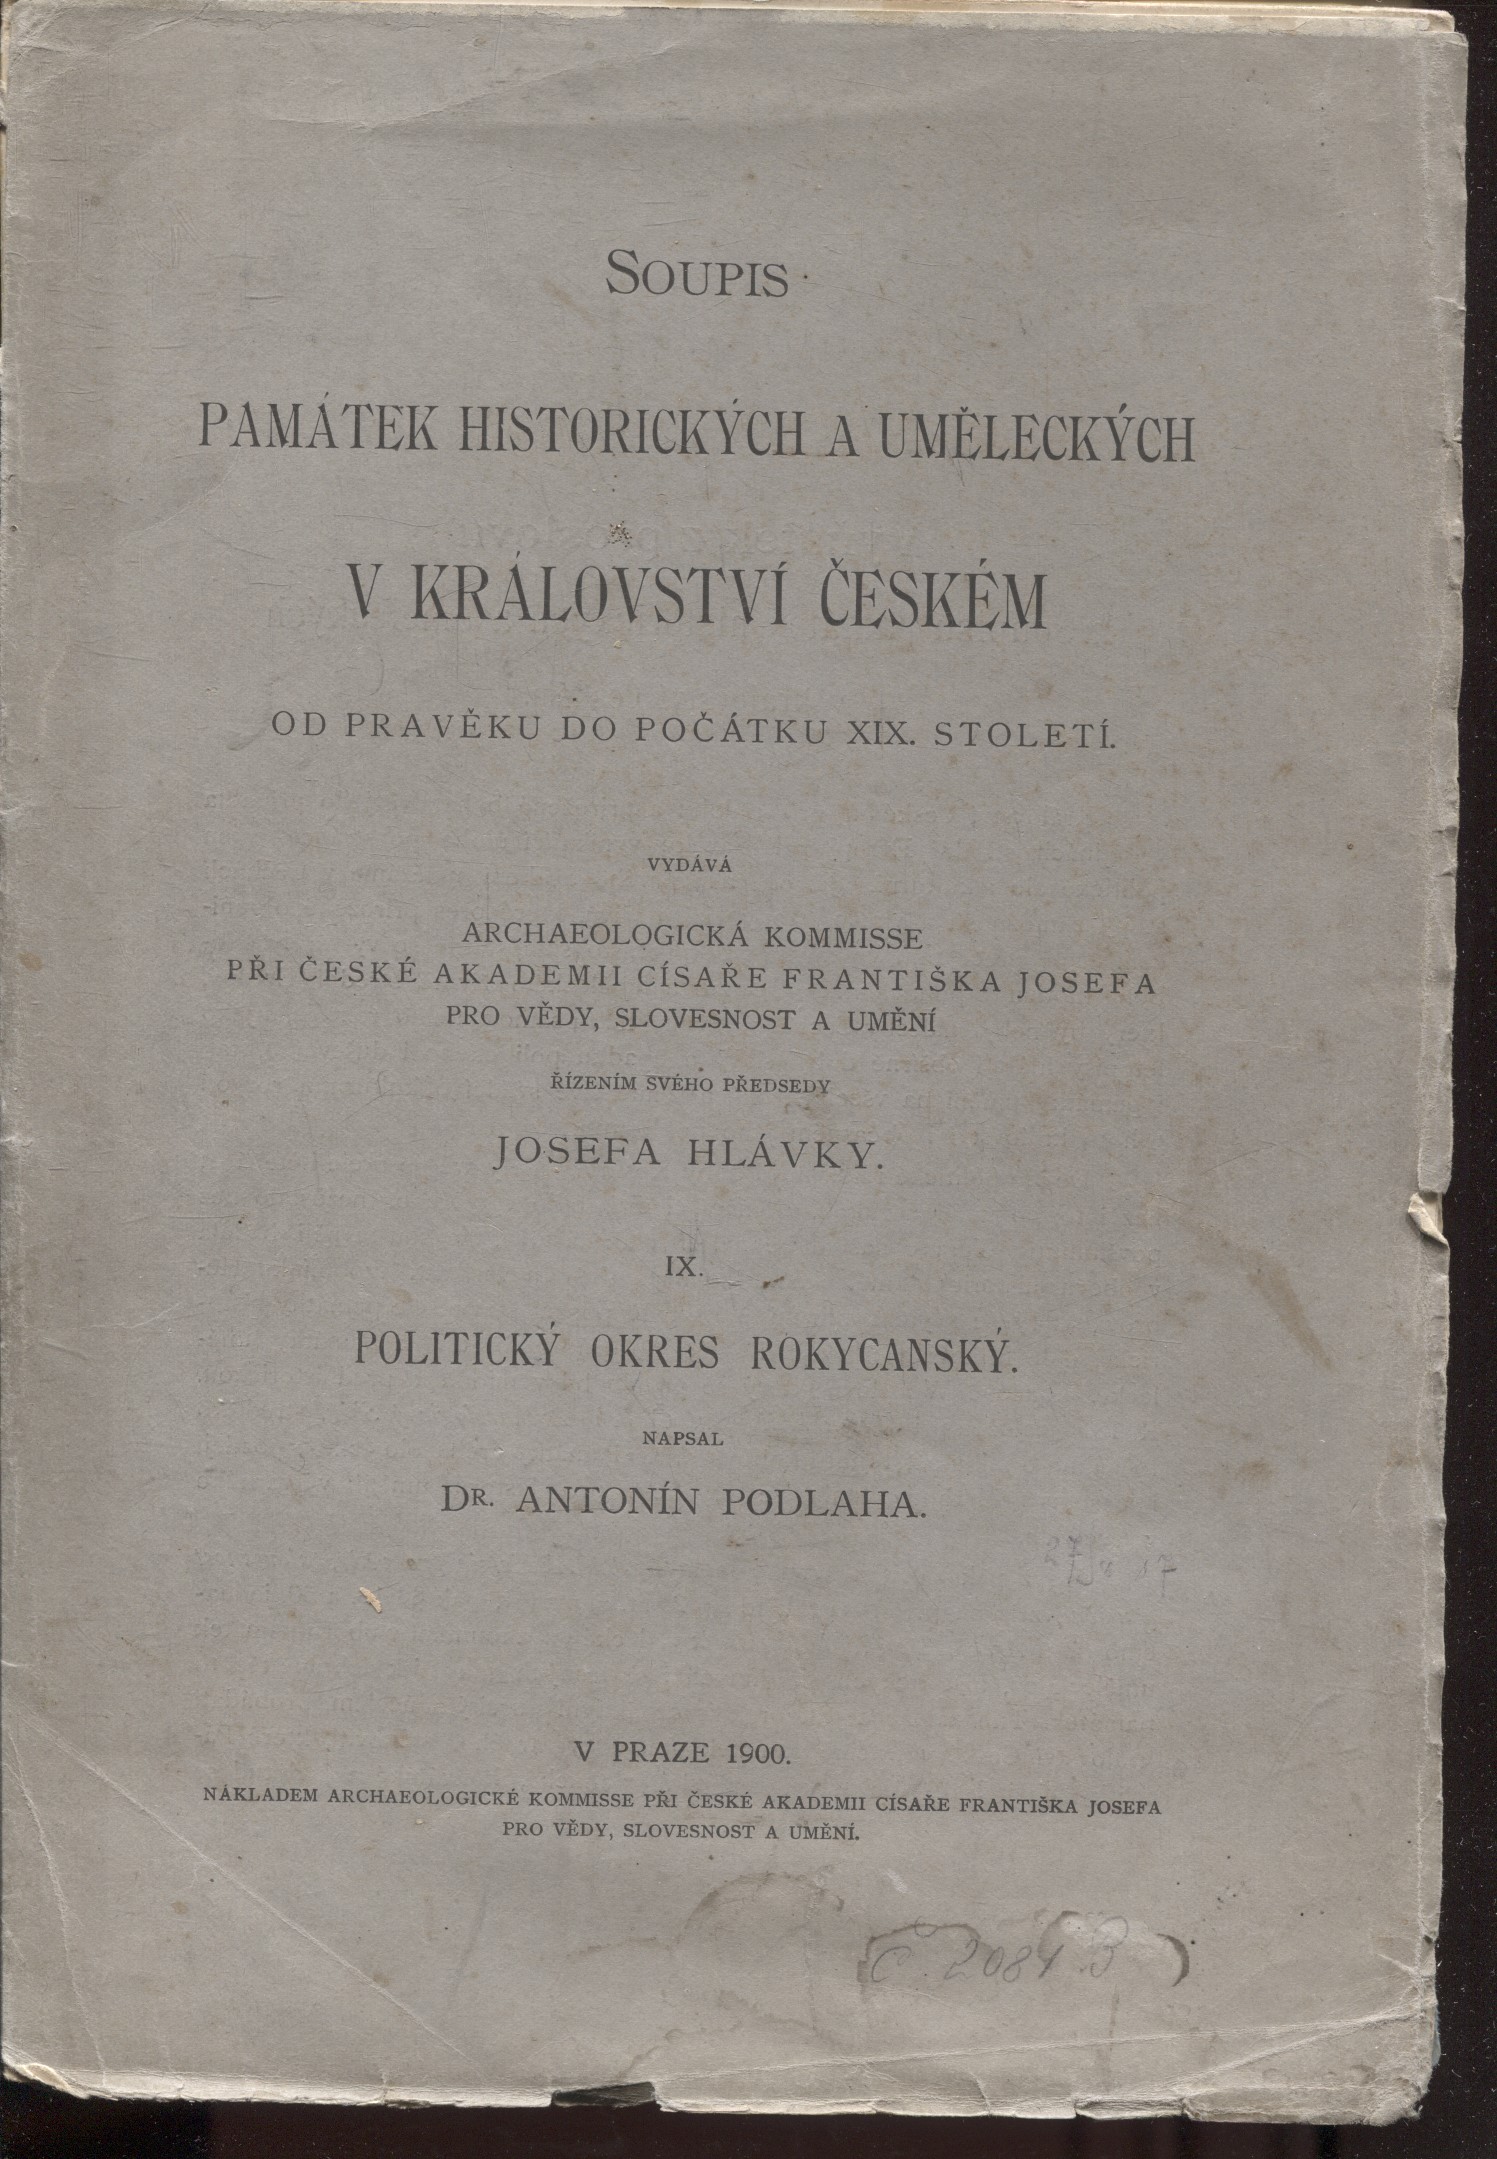 SOUPIS
PAMÁTEK HISTORICKÝCH A UMĚLECKÝCH
V KRÁLOVSTVÍ ČESKÉM
OD PRAVĚKU DO POČÁTKU XIX. STOLETÍ.
VYDÁVÁ
ARCHAEOLOGICKÁ KOMMISSE
PŘI ČESKÉ AKADEMII CÍSAŘE FRANTIŠKA JOSEFA
PRO VĚDY, SLOVESNOST A UMĚNÍ
ŘÍZENÍM SVÉHO PŘEDSEDY
JOSEFA HLÁVKY.
IX.
POLITICKÝ OKRES ROKYCANSKÝ.
NAPSAL
DR. ANTONÍN PODLAHA.
V PRAZE 1900.
NÁKLADEM ARCHAEOLOGICKÉ KOMMISSE PŘI ČESKÉ AKADEMII CÍSAŘE FRANTIŠKA JOSEFA
PRO VĚDY, SLOVESNOST A UMĚNÍ.
Č. 2084 B